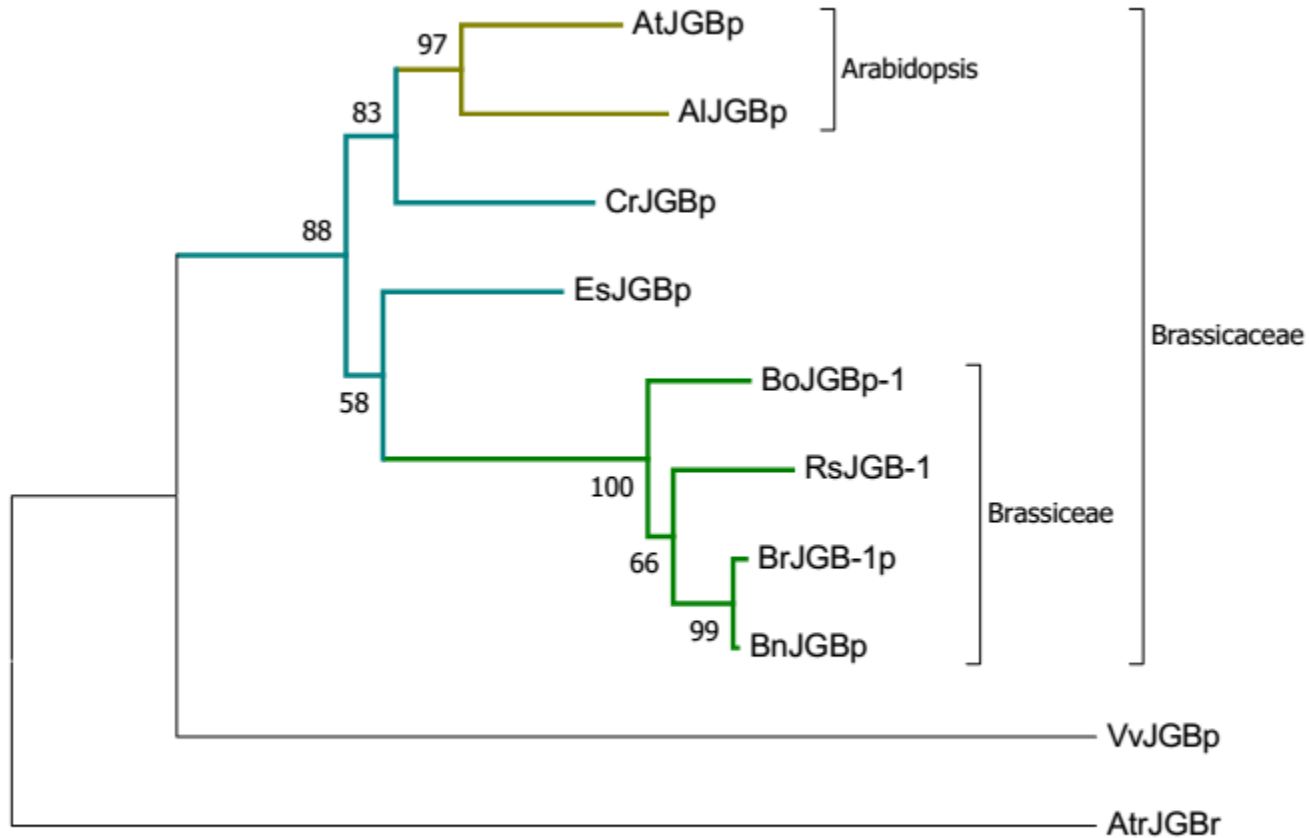 AtJGBp
97
Arabidopsis
AlJGBp
83
CrJGBp
88
EsJGBp
Brassicaceae
BoJGBp-1
58
RsJGB-1
100
Brassiceae
BrJGB-1p
66
99
BnJGBp
VvJGBp
AtrJGBr